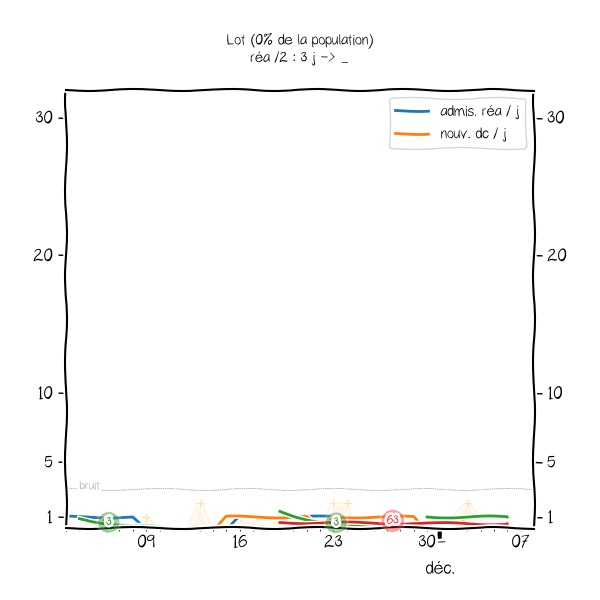 Lot (0% de la population)
réa /2 : 3 j -> _
admis. réa / j
nouv. dc / j
30 30
20 20
10 10
5 5
bruit
1 1
3 3 63
09 16 23 30 07
déc.